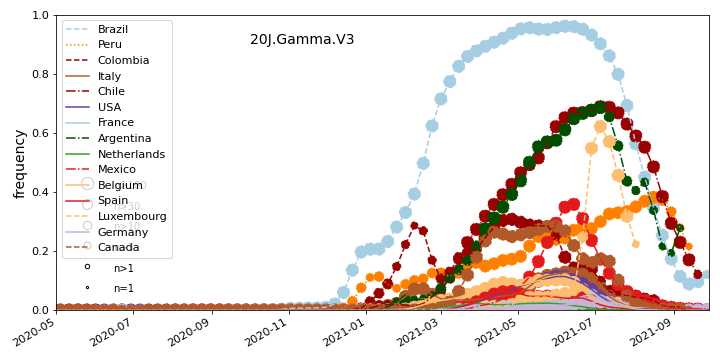 20J.Gamma.V3
frequency
1.0
0.8
0.6
0.4
0.2
0.0
Brazil
Peru
Colombia
Italy
Chile
USA
France
Argentina
Netherlands
Mexico
Belgium
Spain
Luxembourg
Germany
Canada
n>30
n>10
n>1
n=1
2020-05
2020-07
2020-09
2020-11
2021-01
2021-03
2021-05
2021-07
2021-09